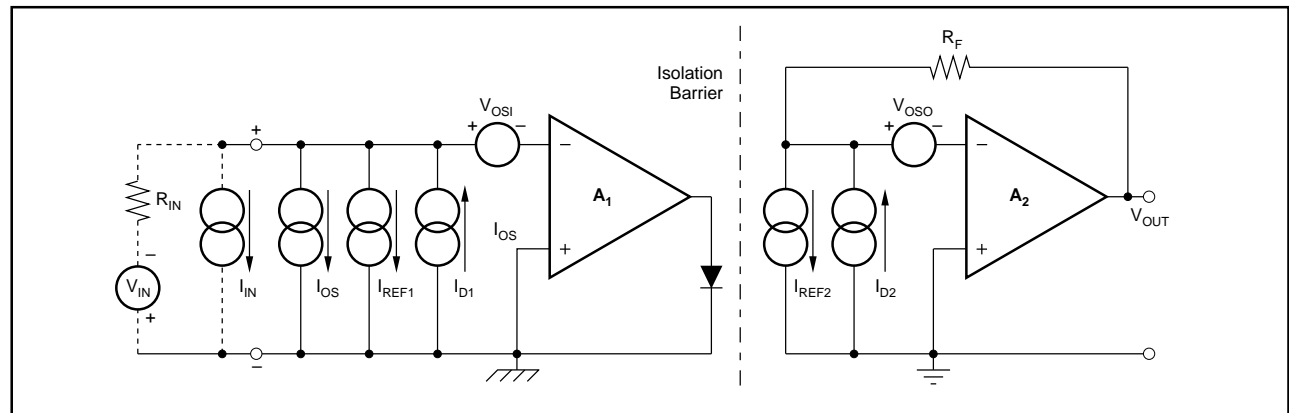 R_F
Isolation
Barrier
V_OSI
V_OSO
+ −
+ −
+
−
−
R_IN
A_1
A_2
I_OS
V_OUT
+
+
−
V_IN
+
I_IN
I_OS
I_REF1
I_D1
I_REF2
I_D2
−